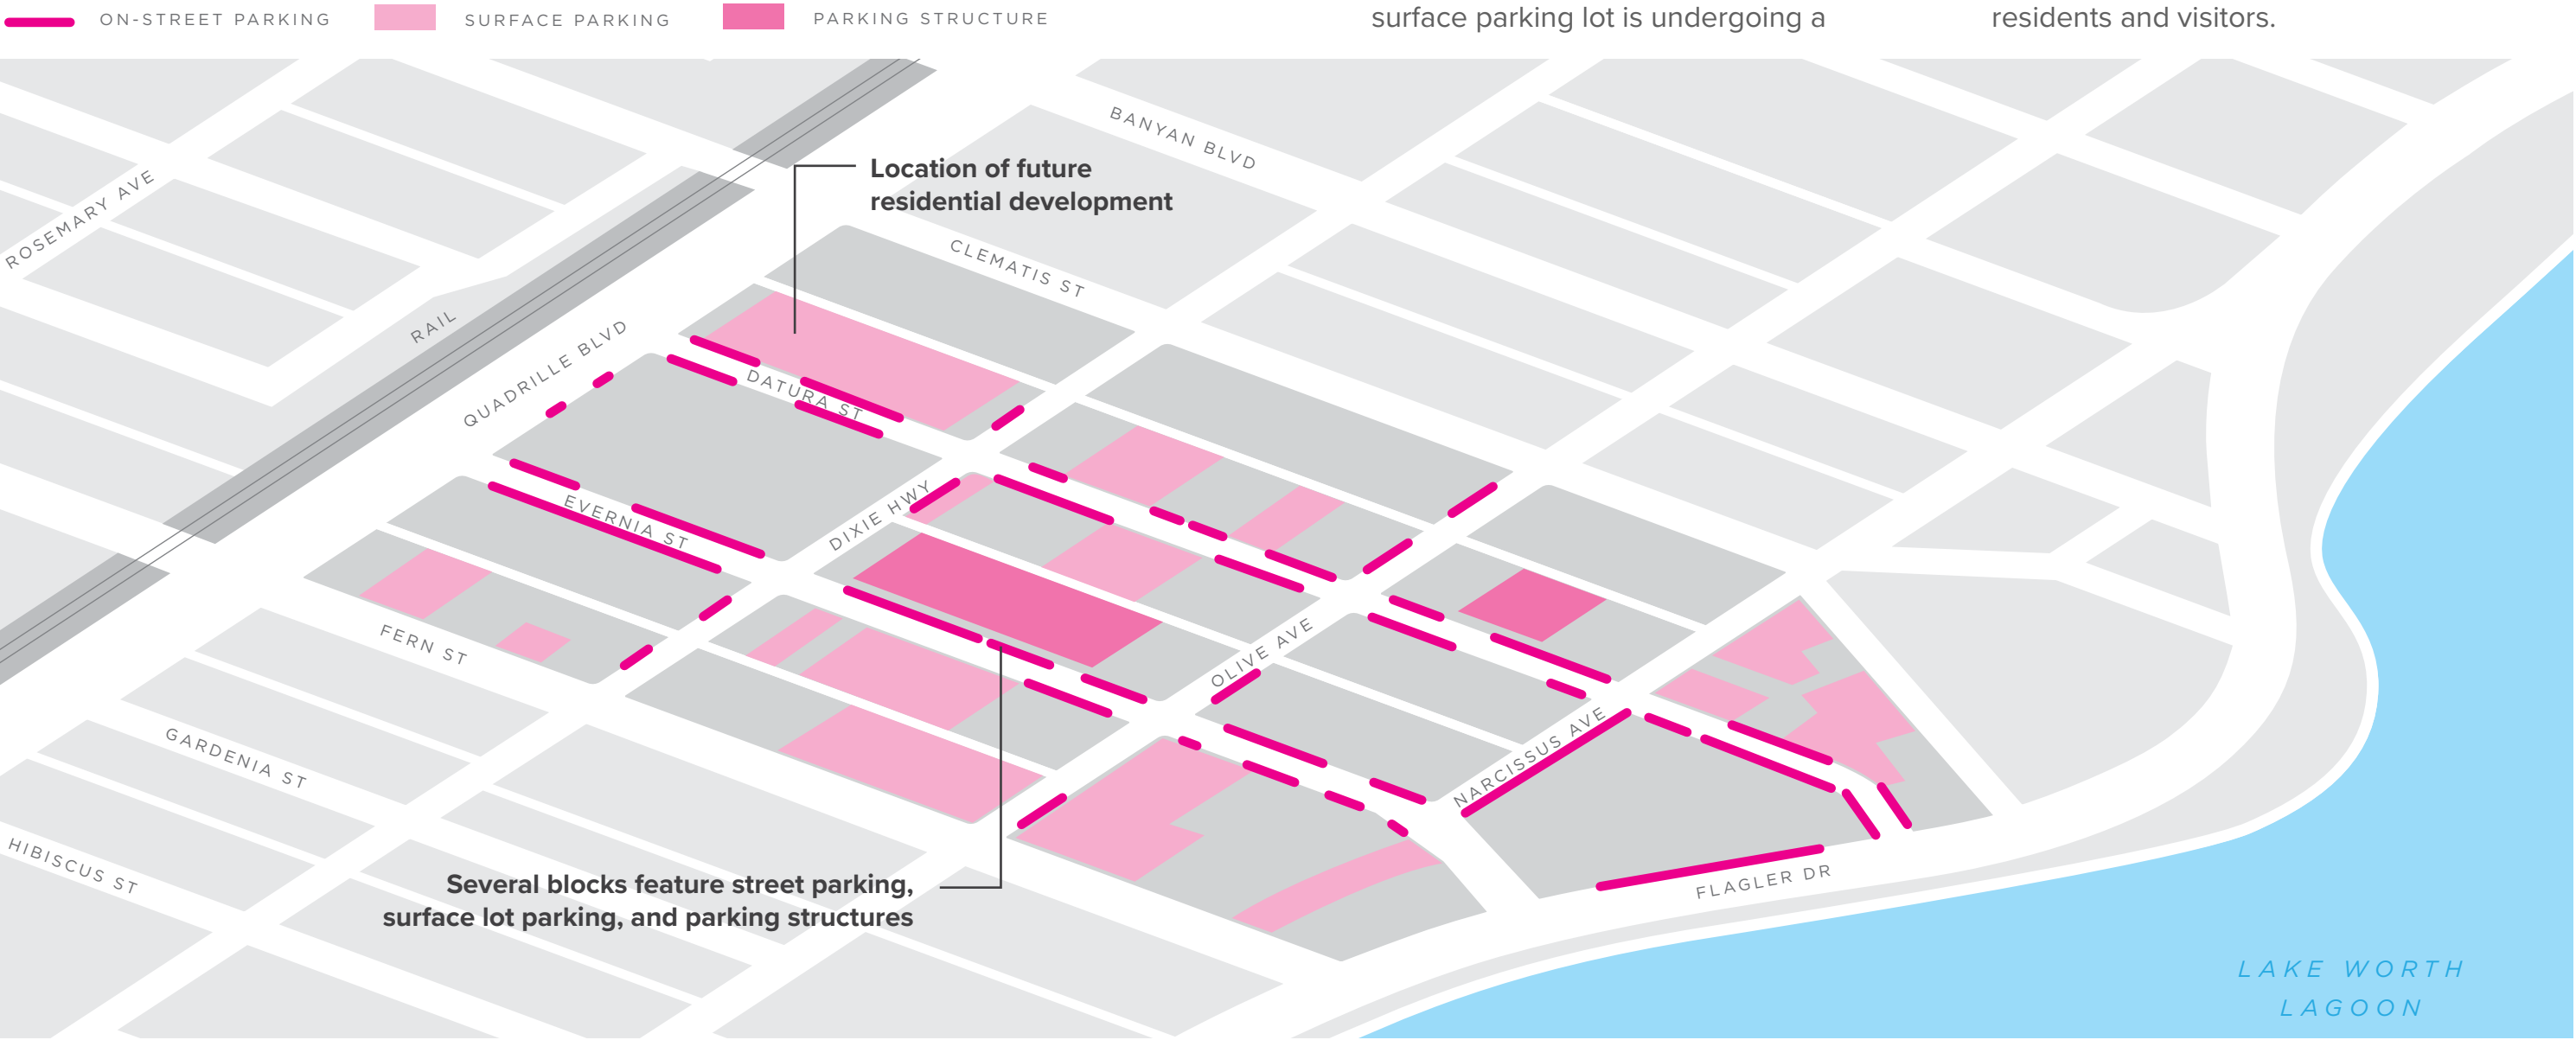 ON-STREET PARKING
SURFACE PARKING
PARKING STRUCTURE
surface parking lot is undergoing a
residents and visitors.
BANYAN BLVD
Location of future
residential development
ROSEMARY AVE
CLEMATIS ST
RAIL
QUADRILLE BLVD
DATURA ST
EVERNIA ST
DIXIE HWY
FERN ST
OLIVE AVE
GARDENIA ST
NARCISSUS AVE
HIBISCUS ST
FLAGLER DR
Several blocks feature street parking,
surface lot parking, and parking structures
LAKE WORTH
LAGOON